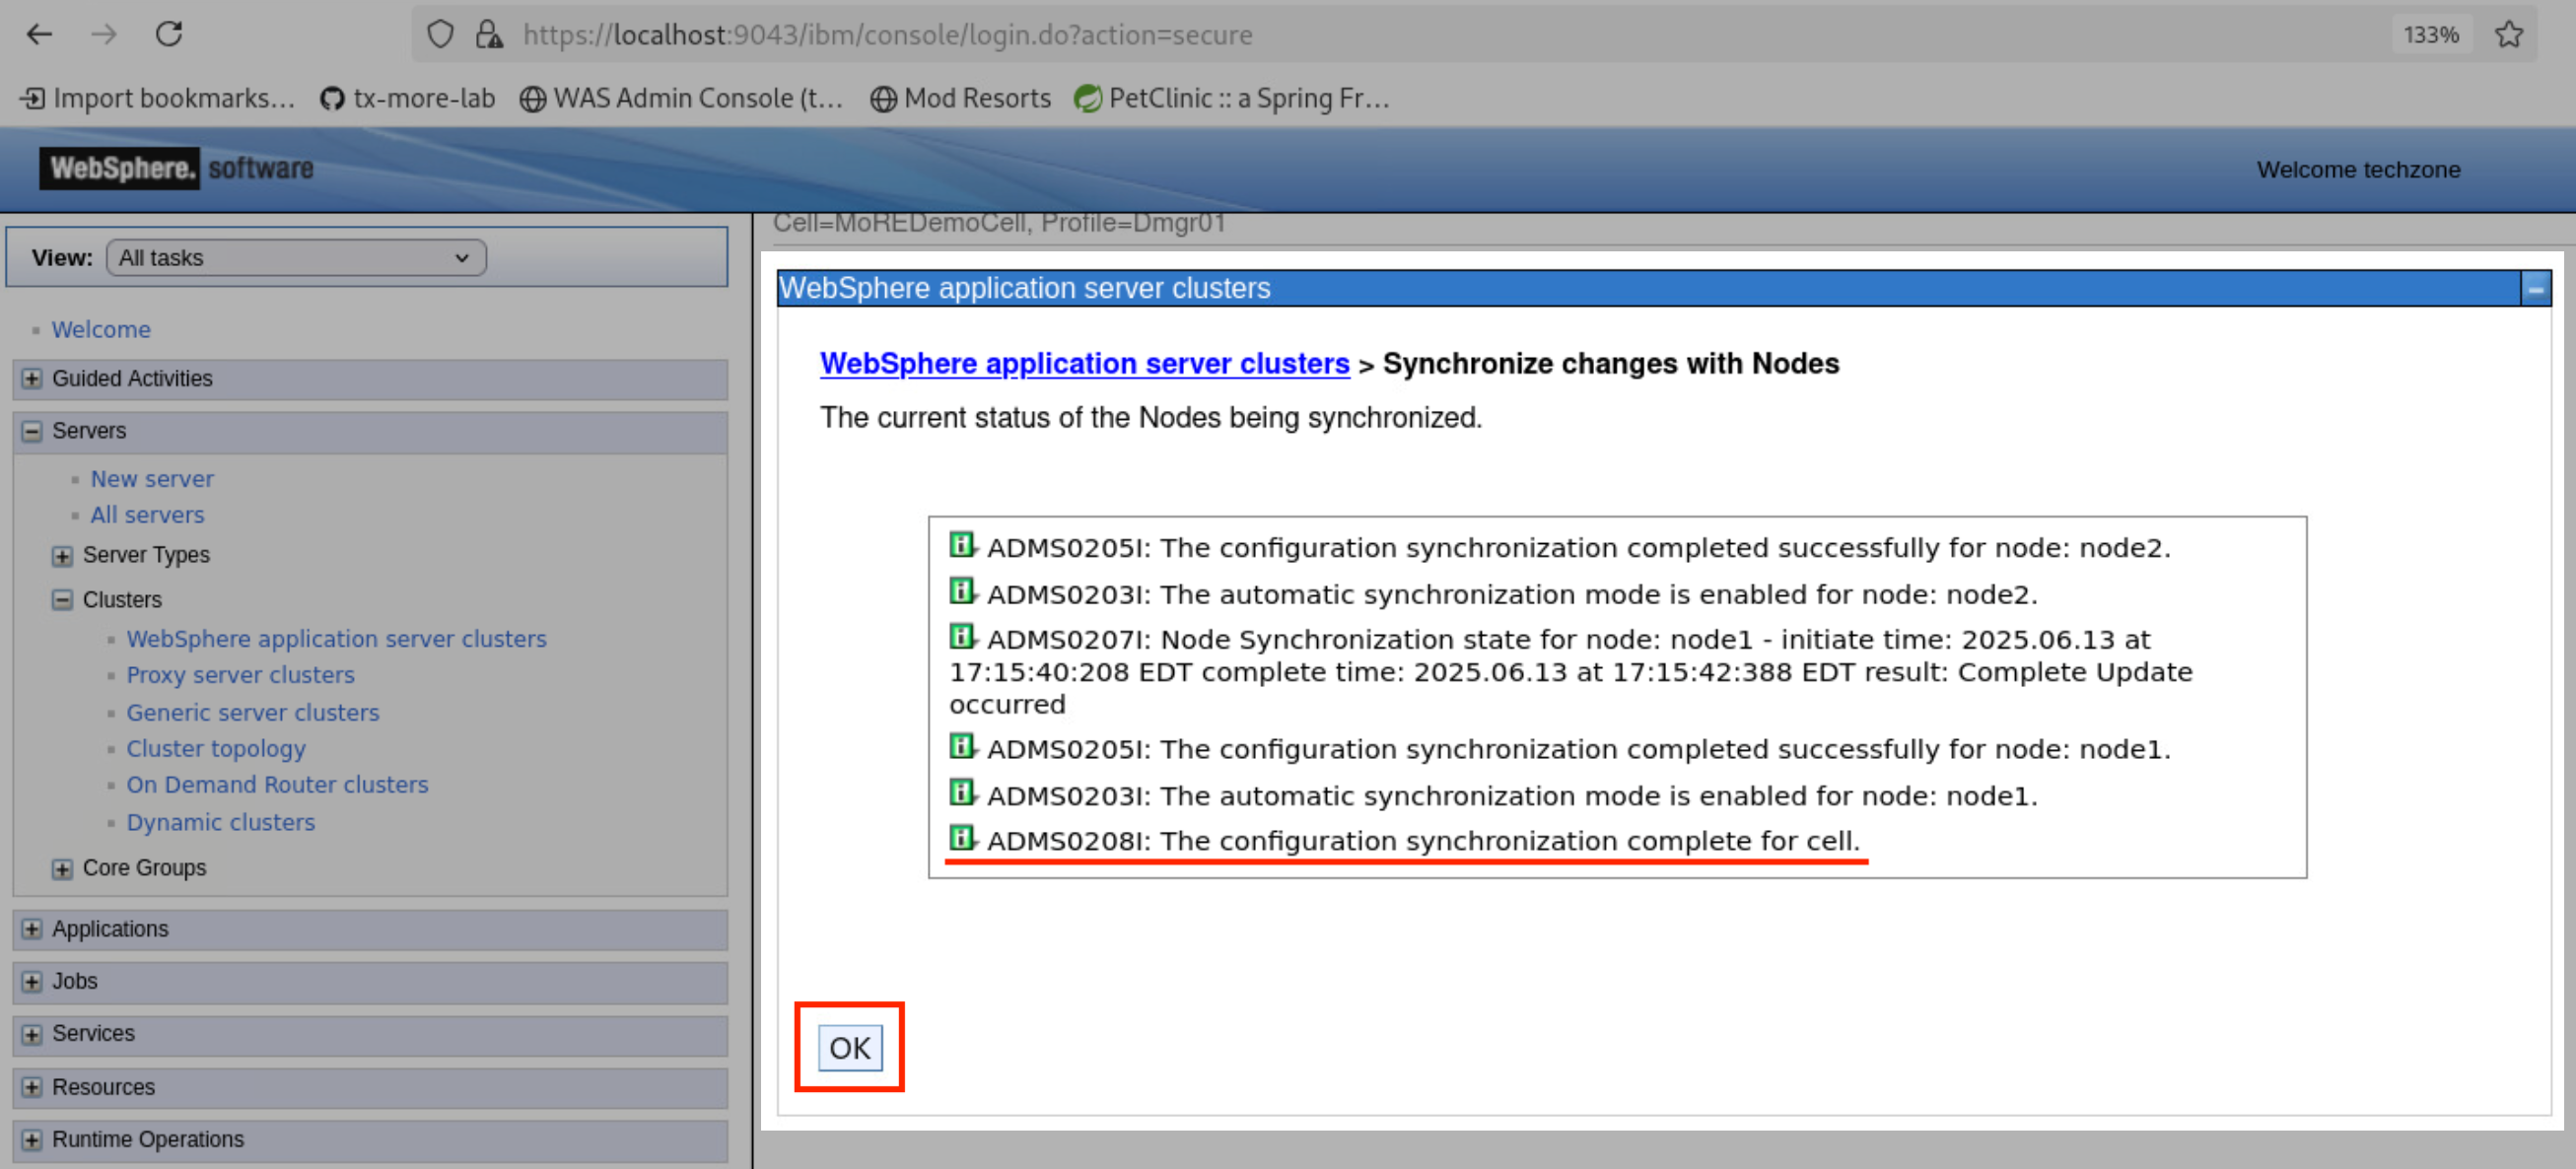 https://localhost:9043/ibm/console/login.do?action=secure
133%
Import bookmarks...
tx-more-lab
WAS Admin Console (t...
Mod Resorts
PetClinic :: a Spring Fr...
WebSphere. software
Welcome techzone
View: All tasks
Welcome
Guided Activities
Servers
New server
All servers
Server Types
Clusters
WebSphere application server clusters
Proxy server clusters
Generic server clusters
Cluster topology
On Demand Router clusters
Dynamic clusters
Core Groups
Applications
Jobs
Services
Resources
Runtime Operations
Cell=MoREDemoCell, Profile=Dmgr01
WebSphere application server clusters
WebSphere application server clusters > Synchronize changes with Nodes
The current status of the Nodes being synchronized.
ADMS0205I: The configuration synchronization completed successfully for node: node2.
ADMS0203I: The automatic synchronization mode is enabled for node: node2.
ADMS0207I: Node Synchronization state for node: node1 - initiate time: 2025.06.13 at
17:15:40:208 EDT complete time: 2025.06.13 at 17:15:42:388 EDT result: Complete Update
occurred
ADMS0205I: The configuration synchronization completed successfully for node: node1.
ADMS0203I: The automatic synchronization mode is enabled for node: node1.
ADMS0208I: The configuration synchronization complete for cell.
OK